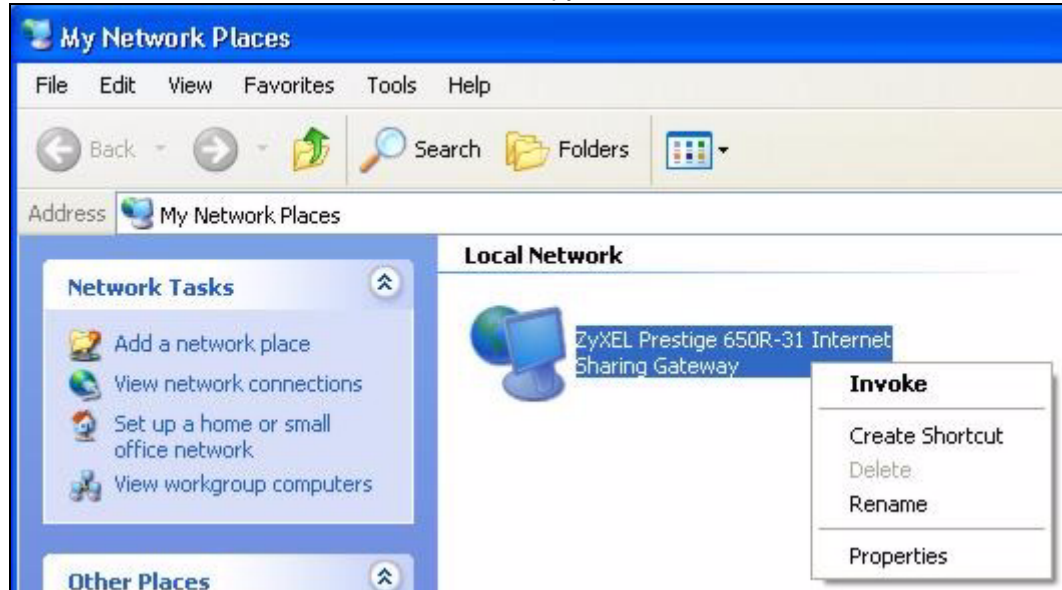 My Network Places
File Edit View Favorites Tools Help
Back Search Folders
Address My Network Places
Local Network
Network Tasks
Add a network place
View network connections
Set up a home or small
office network
View workgroup computers
Other Places
ZyXEL Prestige 650R-31 Internet
Sharing Gateway
Invoke
Create Shortcut
Delete
Rename
Properties